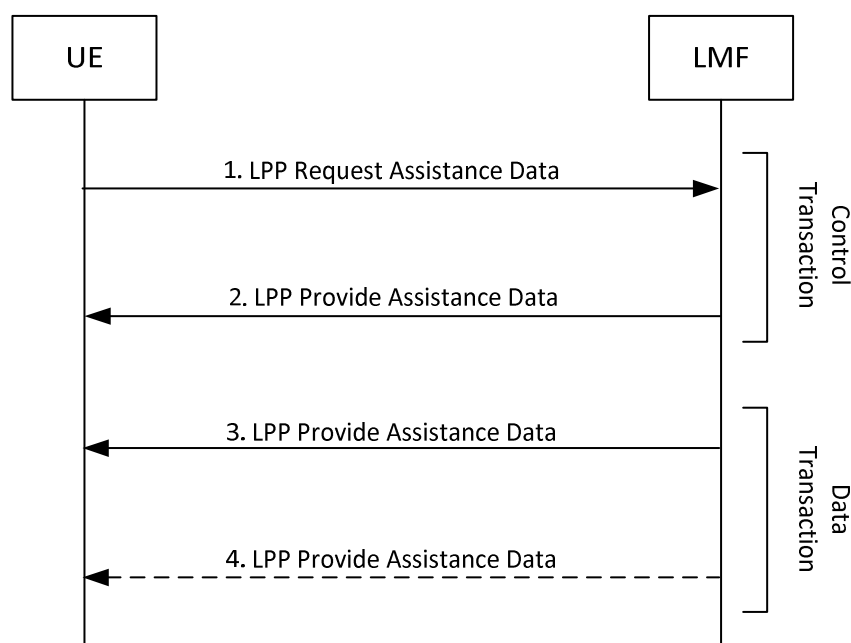 UE
LMF
1. LPP Request Assistance Data
2. LPP Provide Assistance Data
Control
Transaction
3. LPP Provide Assistance Data
4. LPP Provide Assistance Data
Data
Transaction